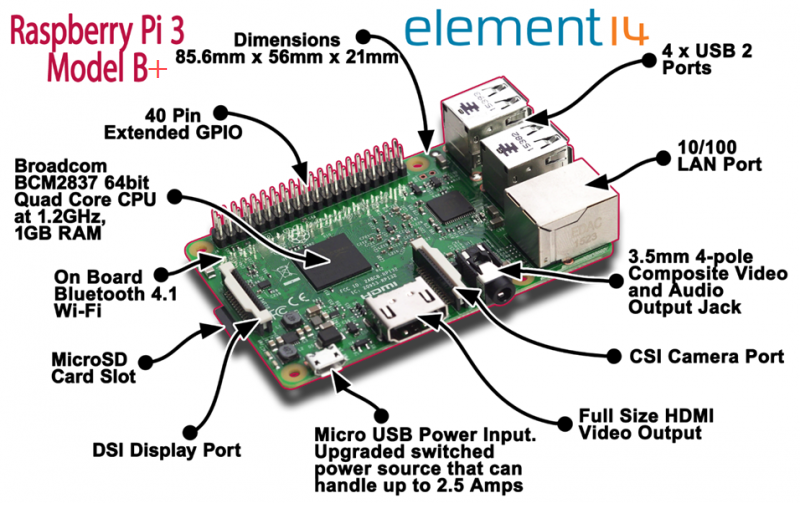 Raspberry Pi 3
Model B+
element14
Dimensions
85.6mm x 56mm x 21mm
4 x USB 2
Ports
40 Pin
Extended GPIO
10/100
LAN Port
Broadcom
BCM2837 64bit
Quad Core CPU
at 1.2GHz,
1GB RAM
On Board
Bluetooth 4.1
Wi-Fi
3.5mm 4-pole
Composite Video
and Audio
Output Jack
MicroSD
Card Slot
CSI Camera Port
DSI Display Port
Micro USB Power Input.
Upgraded switched
power source that can
handle up to 2.5 Amps
Full Size HDMI
Video Output
HDMI
CE